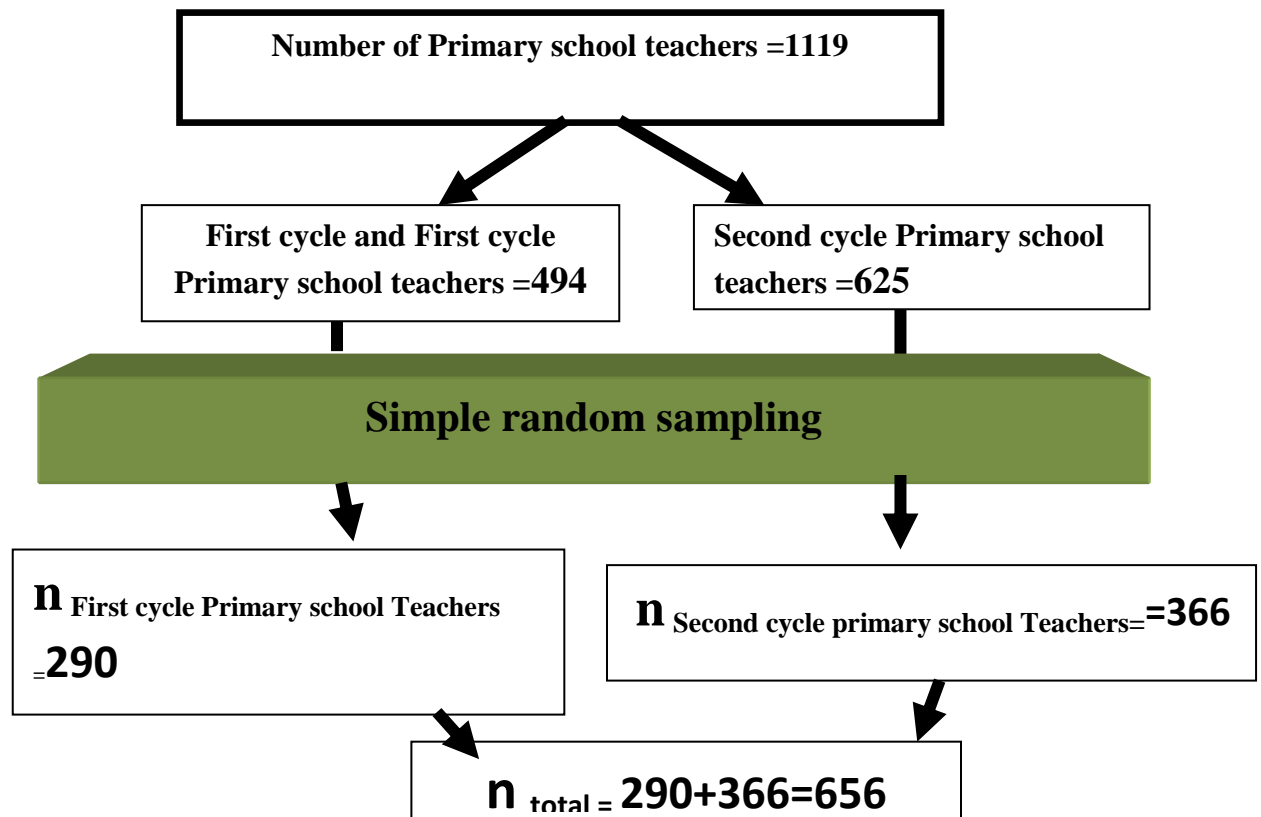 Number of Primary school teachers =1119
First cycle and First cycle
Primary school teachers =494
Second cycle Primary school
teachers =625
Simple random sampling
n First cycle Primary school Teachers
=290
n Second cycle primary school Teachers= =366
n total = 290+366=656